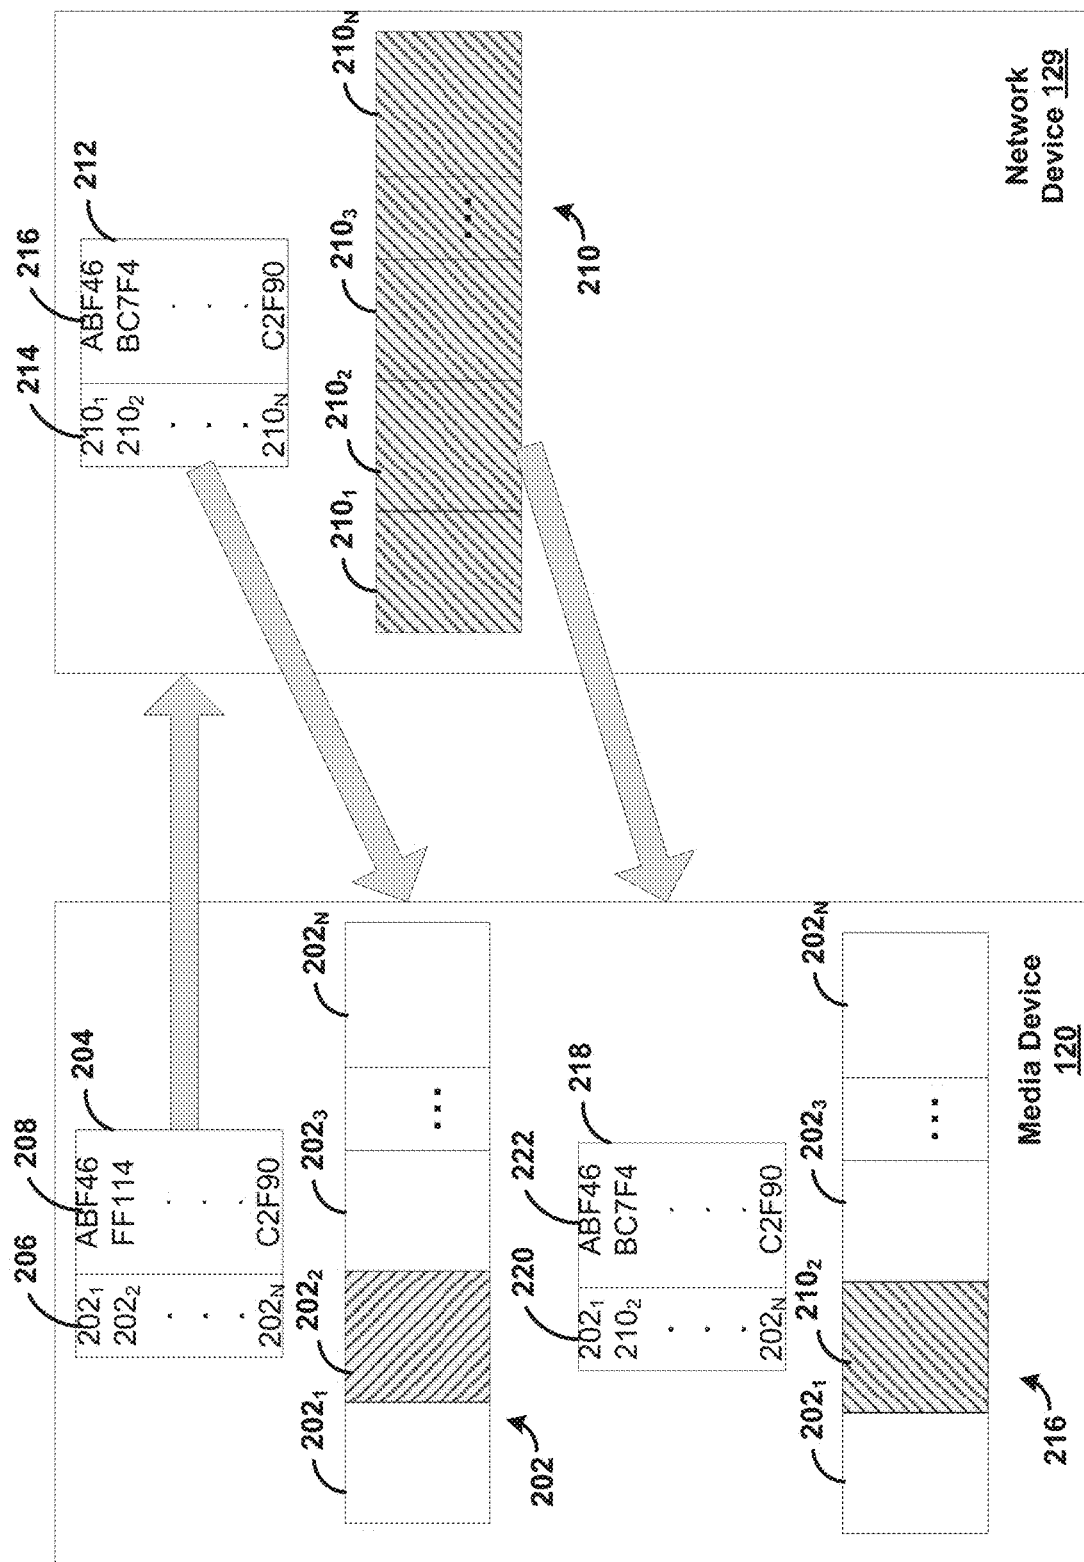 206 208 204
202₁ ABF46
202₂ FF114
. .
. .
. .
202N C2F90
202₁ 202₂ 202₃ 202N
...
202
220 222 218
202₁ ABF46
210₂ BC7F4
. .
. .
. .
202N C2F90
202₁ 210₂ 202₃ 202N
...
216
Media Device
120
214 216 212
210₁ ABF46
210₂ BC7F4
. .
. .
. .
210N C2F90
210₁ 210₂ 210₃ 210N
...
210
Network
Device 129